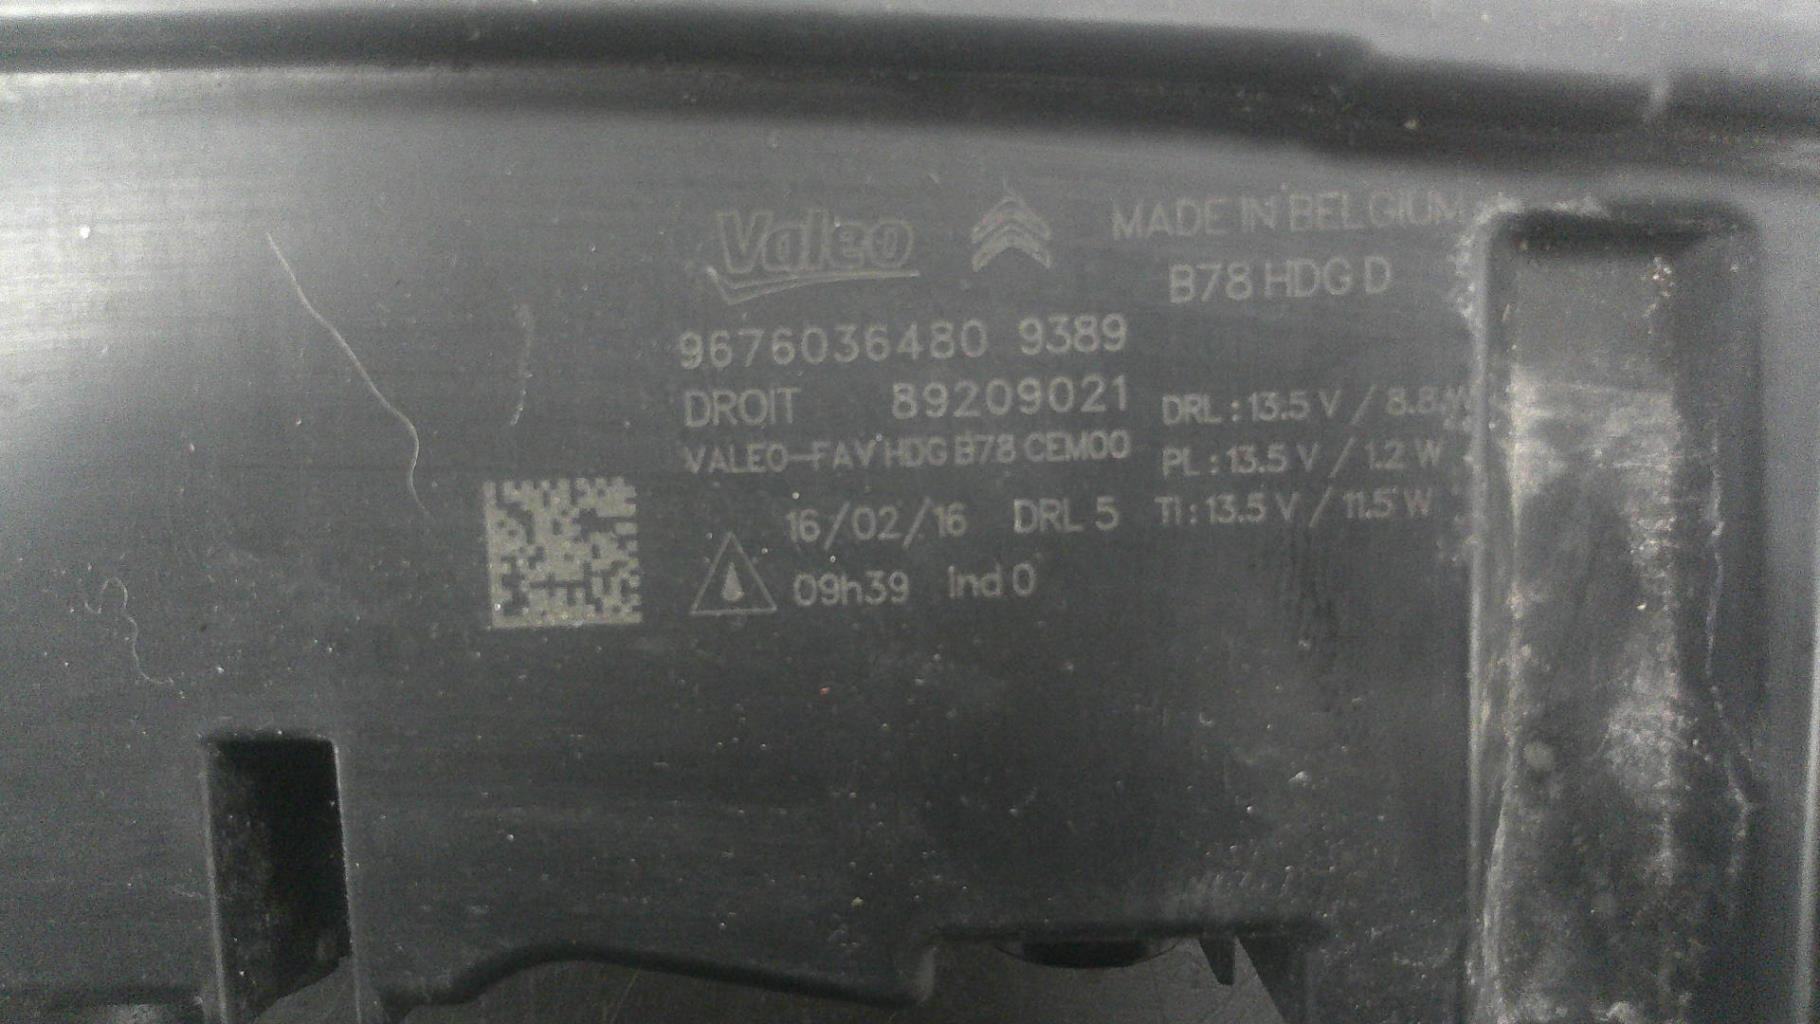 Valeo MADE IN BELGIUM
B78 HDG D
9676036480 9389
DROIT 89209021 DRL : 13.5 V / 8.8 W
VALEO-FAV HDG B78 CEM00 PL : 13.5 V / 1.2 W
16/02/16 DRL 5 TI : 13.5 V / 11.5 W
09h39 Ind 0